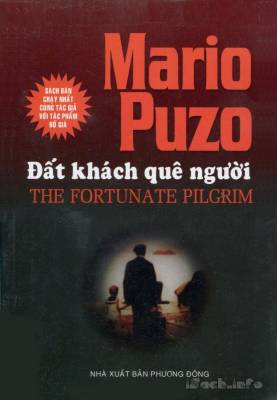 Mario
Puzo
SÁCH BÁN
CHẠY NHẤT
CÙNG TÁC GIẢ
VỚI TÁC PHẨM
BỐ GIÀ
Đất khách quê người
THE FORTUNATE PILGRIM
NHÀ XUẤT BẢN PHƯƠNG ĐÔNG
iSach.info